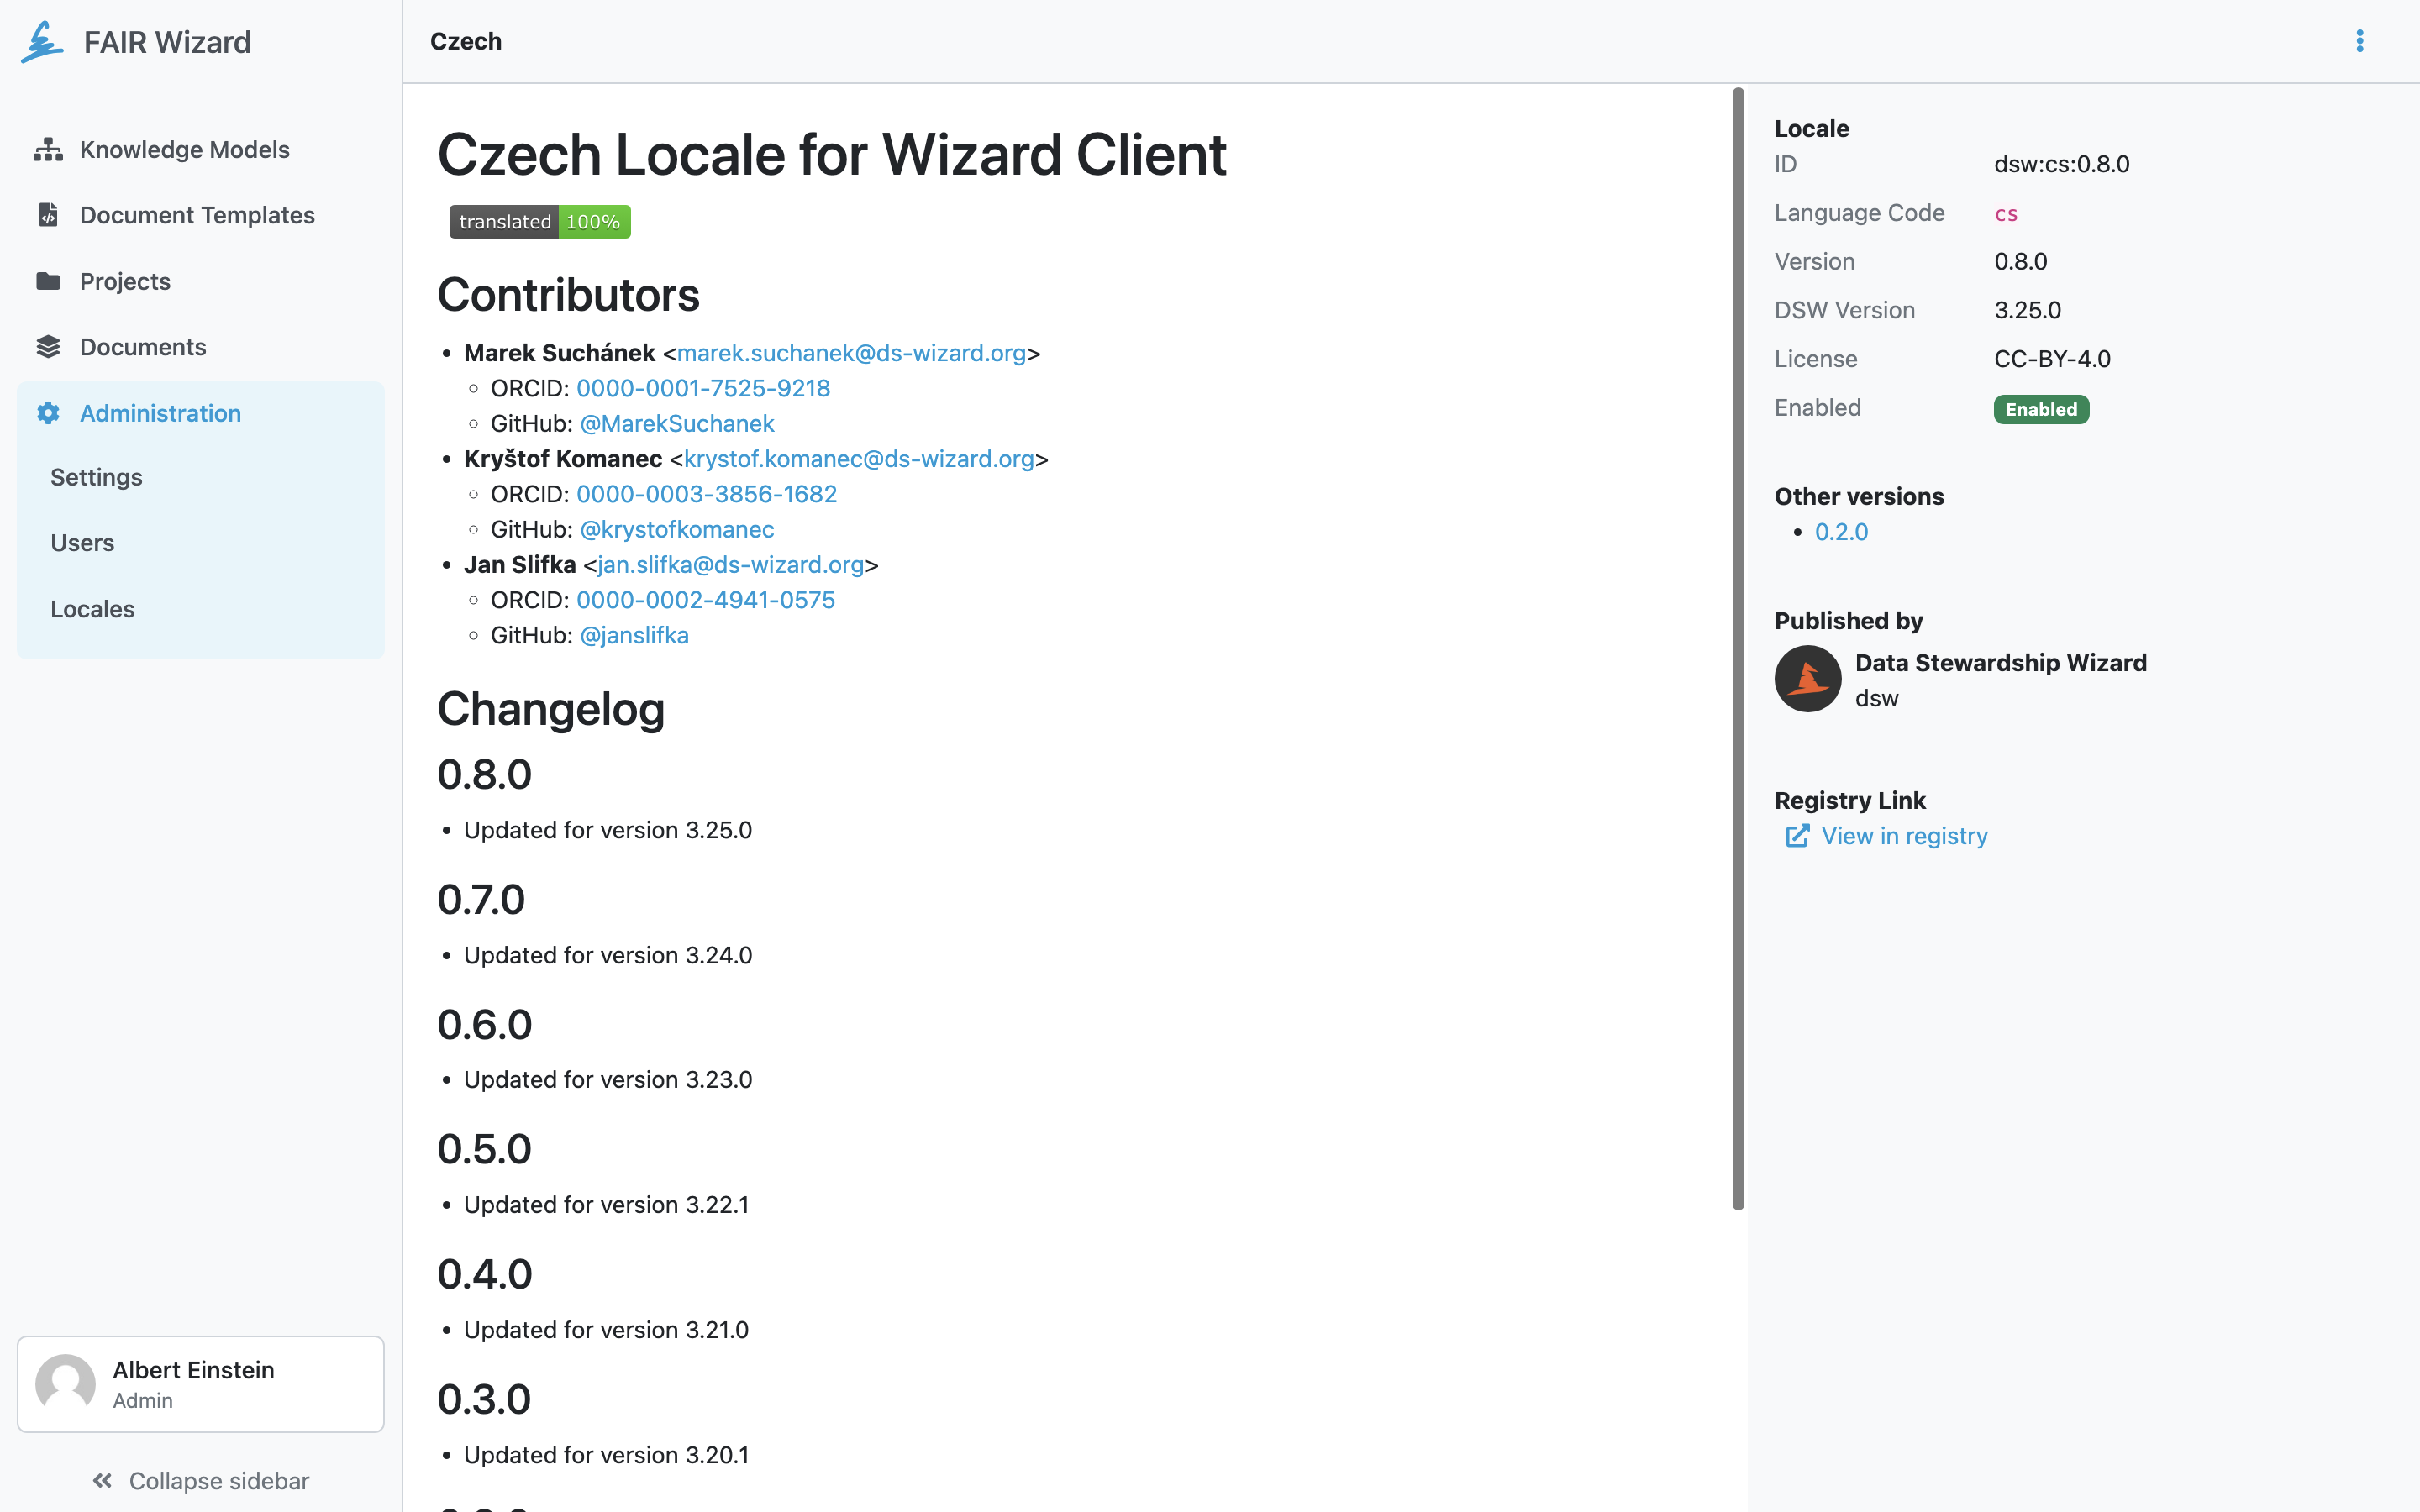 FAIR Wizard
Knowledge Models
Document Templates
Projects
Documents
Administration
Settings
Users
Locales
Albert Einstein
Admin
Collapse sidebar
Czech
Czech Locale for Wizard Client
translated 100%
Contributors
Marek Suchánek <marek.suchanek@ds-wizard.org>
ORCID: 0000-0001-7525-9218
GitHub: @MarekSuchanek
Kryštof Komanec <krystof.komanec@ds-wizard.org>
ORCID: 0000-0003-3856-1682
GitHub: @krystofkomanec
Jan Slifka <jan.slifka@ds-wizard.org>
ORCID: 0000-0002-4941-0575
GitHub: @janslifka
Changelog
0.8.0
Updated for version 3.25.0
0.7.0
Updated for version 3.24.0
0.6.0
Updated for version 3.23.0
0.5.0
Updated for version 3.22.1
0.4.0
Updated for version 3.21.0
0.3.0
Updated for version 3.20.1
Locale
ID dsw:cs:0.8.0
Language Code cs
Version 0.8.0
DSW Version 3.25.0
License CC-BY-4.0
Enabled Enabled
Other versions
0.2.0
Published by
Data Stewardship Wizard
dsw
Registry Link
View in registry